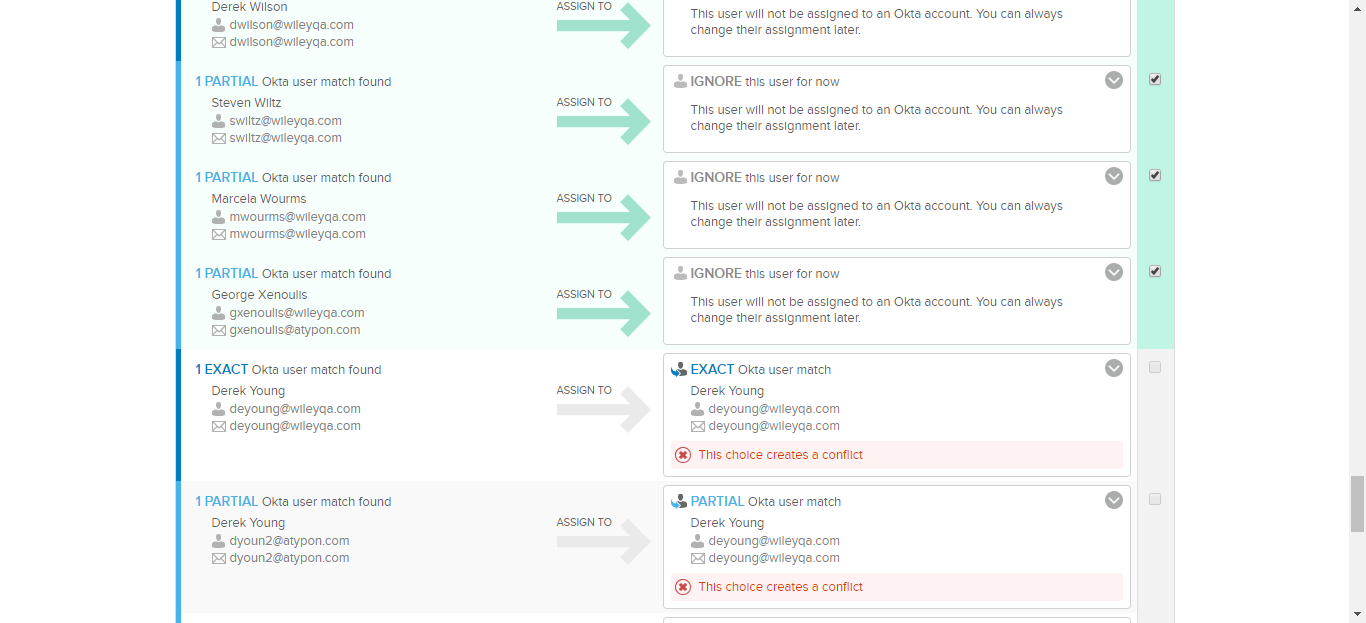 Derek Wilson
dwilson@wileyqa.com
dwilson@wileyqa.com
ASSIGN TO
This user will not be assigned to an Okta account. You can always
change their assignment later.
1 PARTIAL Okta user match found
Steven Wiltz
swiltz@wileyqa.com
swiltz@wileyqa.com
ASSIGN TO
IGNORE this user for now
This user will not be assigned to an Okta account. You can always
change their assignment later.
1 PARTIAL Okta user match found
Marcela Wourms
mwourms@wileyqa.com
mwourms@wileyqa.com
ASSIGN TO
IGNORE this user for now
This user will not be assigned to an Okta account. You can always
change their assignment later.
1 PARTIAL Okta user match found
George Xenoulis
gxenoulis@wileyqa.com
gxenoulis@atypon.com
ASSIGN TO
IGNORE this user for now
This user will not be assigned to an Okta account. You can always
change their assignment later.
1 EXACT Okta user match found
Derek Young
deyoung@wileyqa.com
deyoung@wileyqa.com
ASSIGN TO
EXACT Okta user match
Derek Young
deyoung@wileyqa.com
deyoung@wileyqa.com
This choice creates a conflict
1 PARTIAL Okta user match found
Derek Young
dyoun2@atypon.com
dyoun2@atypon.com
ASSIGN TO
PARTIAL Okta user match
Derek Young
deyoung@wileyqa.com
deyoung@wileyqa.com
This choice creates a conflict